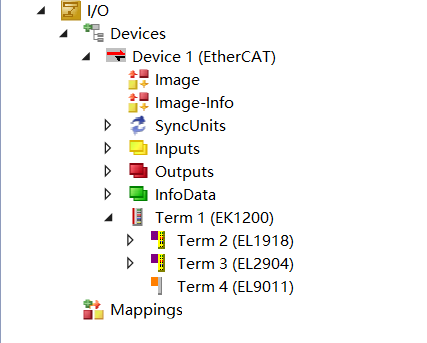 I/O
Devices
Device 1 (EtherCAT)
Image
Image-Info
SyncUnits
Inputs
Outputs
InfoData
Term 1 (EK1200)
Term 2 (EL1918)
Term 3 (EL2904)
Term 4 (EL9011)
Mappings